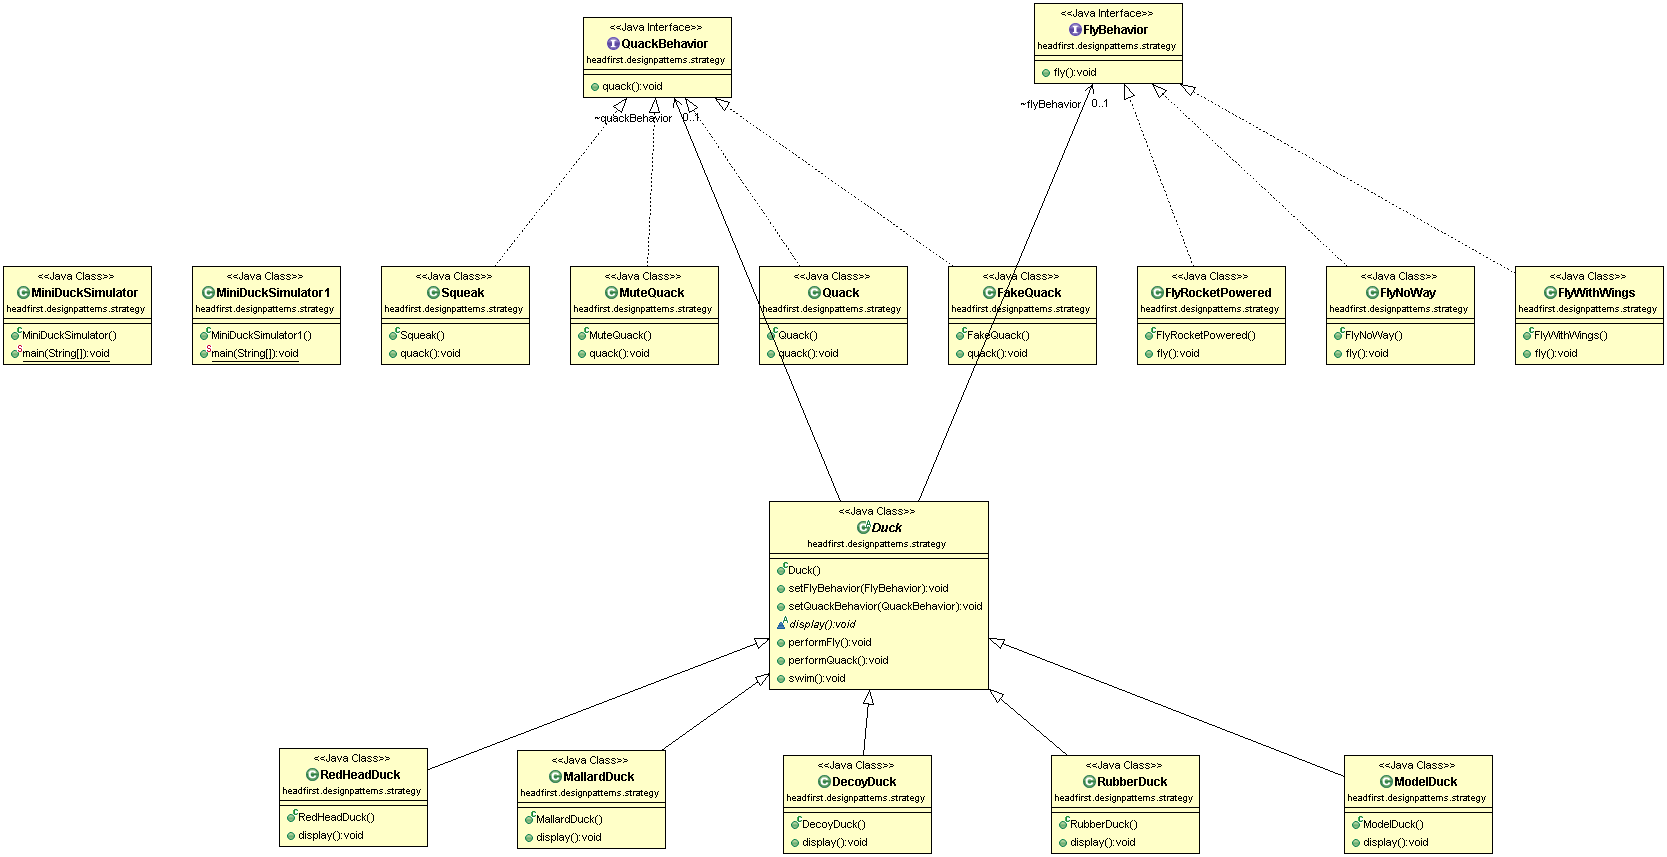 <<Java Interface>>
QuackBehavior
headfirst.designpatterns.strategy
quack():void
<<Java Interface>>
FlyBehavior
headfirst.designpatterns.strategy
fly():void
~quackBehavior 0..1
~flyBehavior 0..1
<<Java Class>>
MiniDuckSimulator
headfirst.designpatterns.strategy
MiniDuckSimulator()
main(String[]):void
<<Java Class>>
MiniDuckSimulator1
headfirst.designpatterns.strategy
MiniDuckSimulator1()
main(String[]):void
<<Java Class>>
Squeak
headfirst.designpatterns.strategy
Squeak()
quack():void
<<Java Class>>
MuteQuack
headfirst.designpatterns.strategy
MuteQuack()
quack():void
<<Java Class>>
Quack
headfirst.designpatterns.strategy
Quack()
quack():void
<<Java Class>>
FakeQuack
headfirst.designpatterns.strategy
FakeQuack()
quack():void
<<Java Class>>
FlyRocketPowered
headfirst.designpatterns.strategy
FlyRocketPowered()
fly():void
<<Java Class>>
FlyNoWay
headfirst.designpatterns.strategy
FlyNoWay()
fly():void
<<Java Class>>
FlyWithWings
headfirst.designpatterns.strategy
FlyWithWings()
fly():void
<<Java Class>>
Duck
headfirst.designpatterns.strategy
Duck()
setFlyBehavior(FlyBehavior):void
setQuackBehavior(QuackBehavior):void
display():void
performFly():void
performQuack():void
swim():void
<<Java Class>>
RedHeadDuck
headfirst.designpatterns.strategy
RedHeadDuck()
display():void
<<Java Class>>
MallardDuck
headfirst.designpatterns.strategy
MallardDuck()
display():void
<<Java Class>>
DecoyDuck
headfirst.designpatterns.strategy
DecoyDuck()
display():void
<<Java Class>>
RubberDuck
headfirst.designpatterns.strategy
RubberDuck()
display():void
<<Java Class>>
ModelDuck
headfirst.designpatterns.strategy
ModelDuck()
display():void